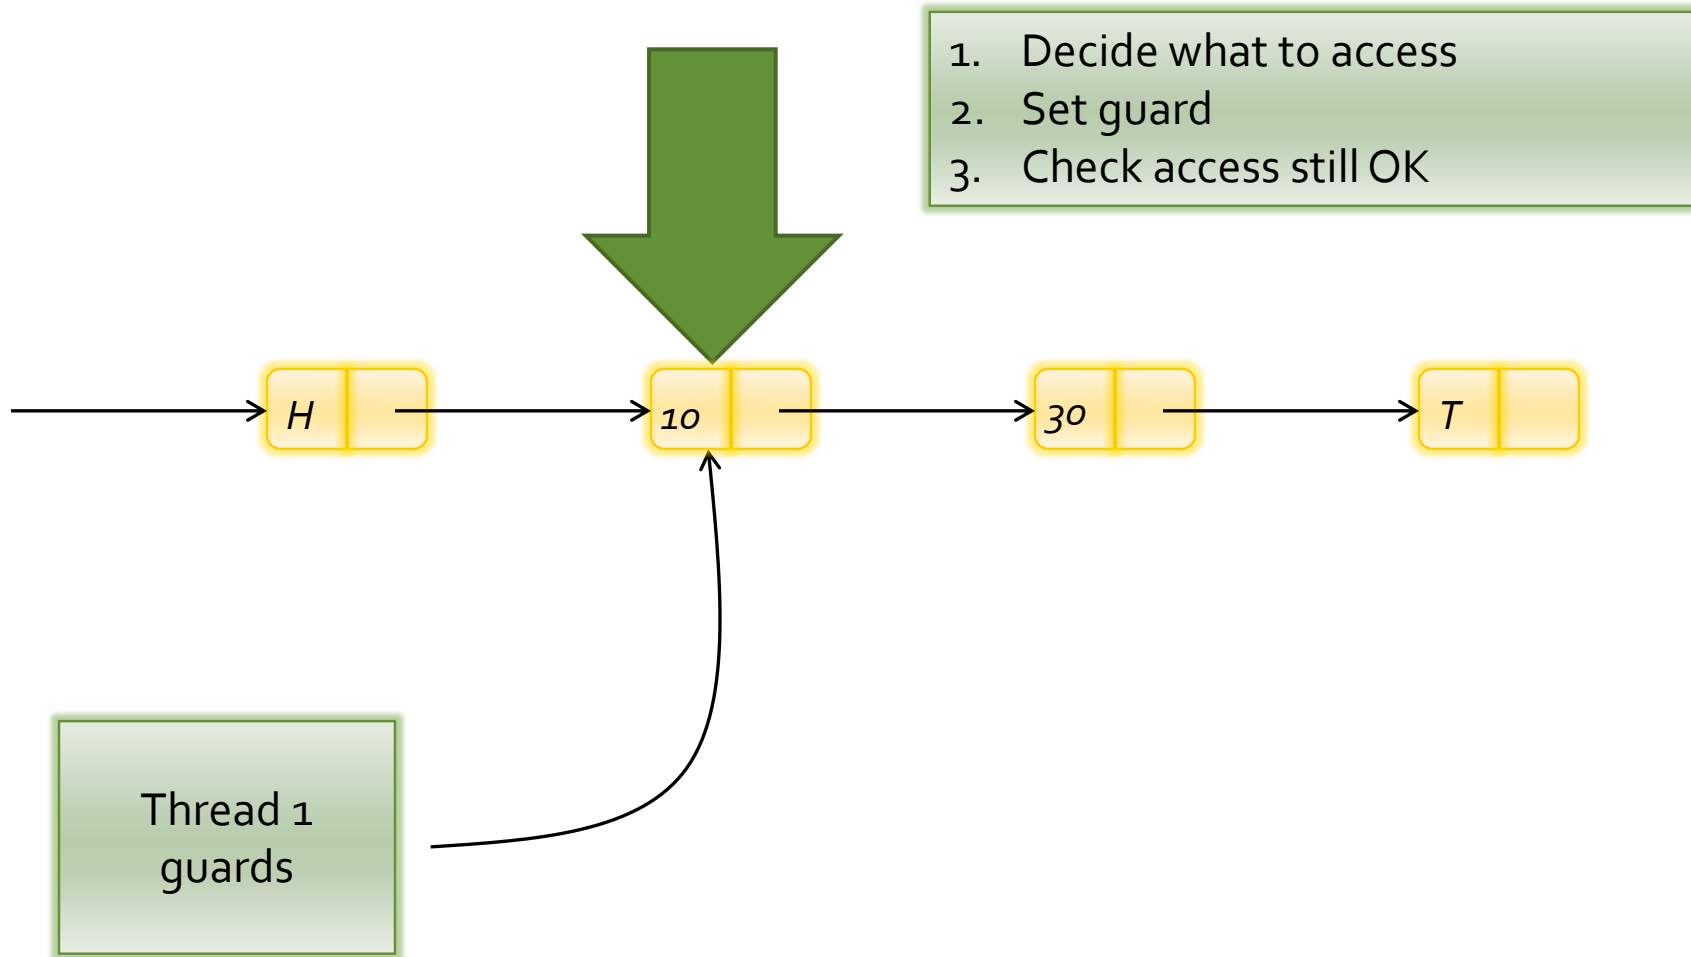 1. Decide what to access
2. Set guard
3. Check access still OK
H 10 30 T
Thread 1
guards